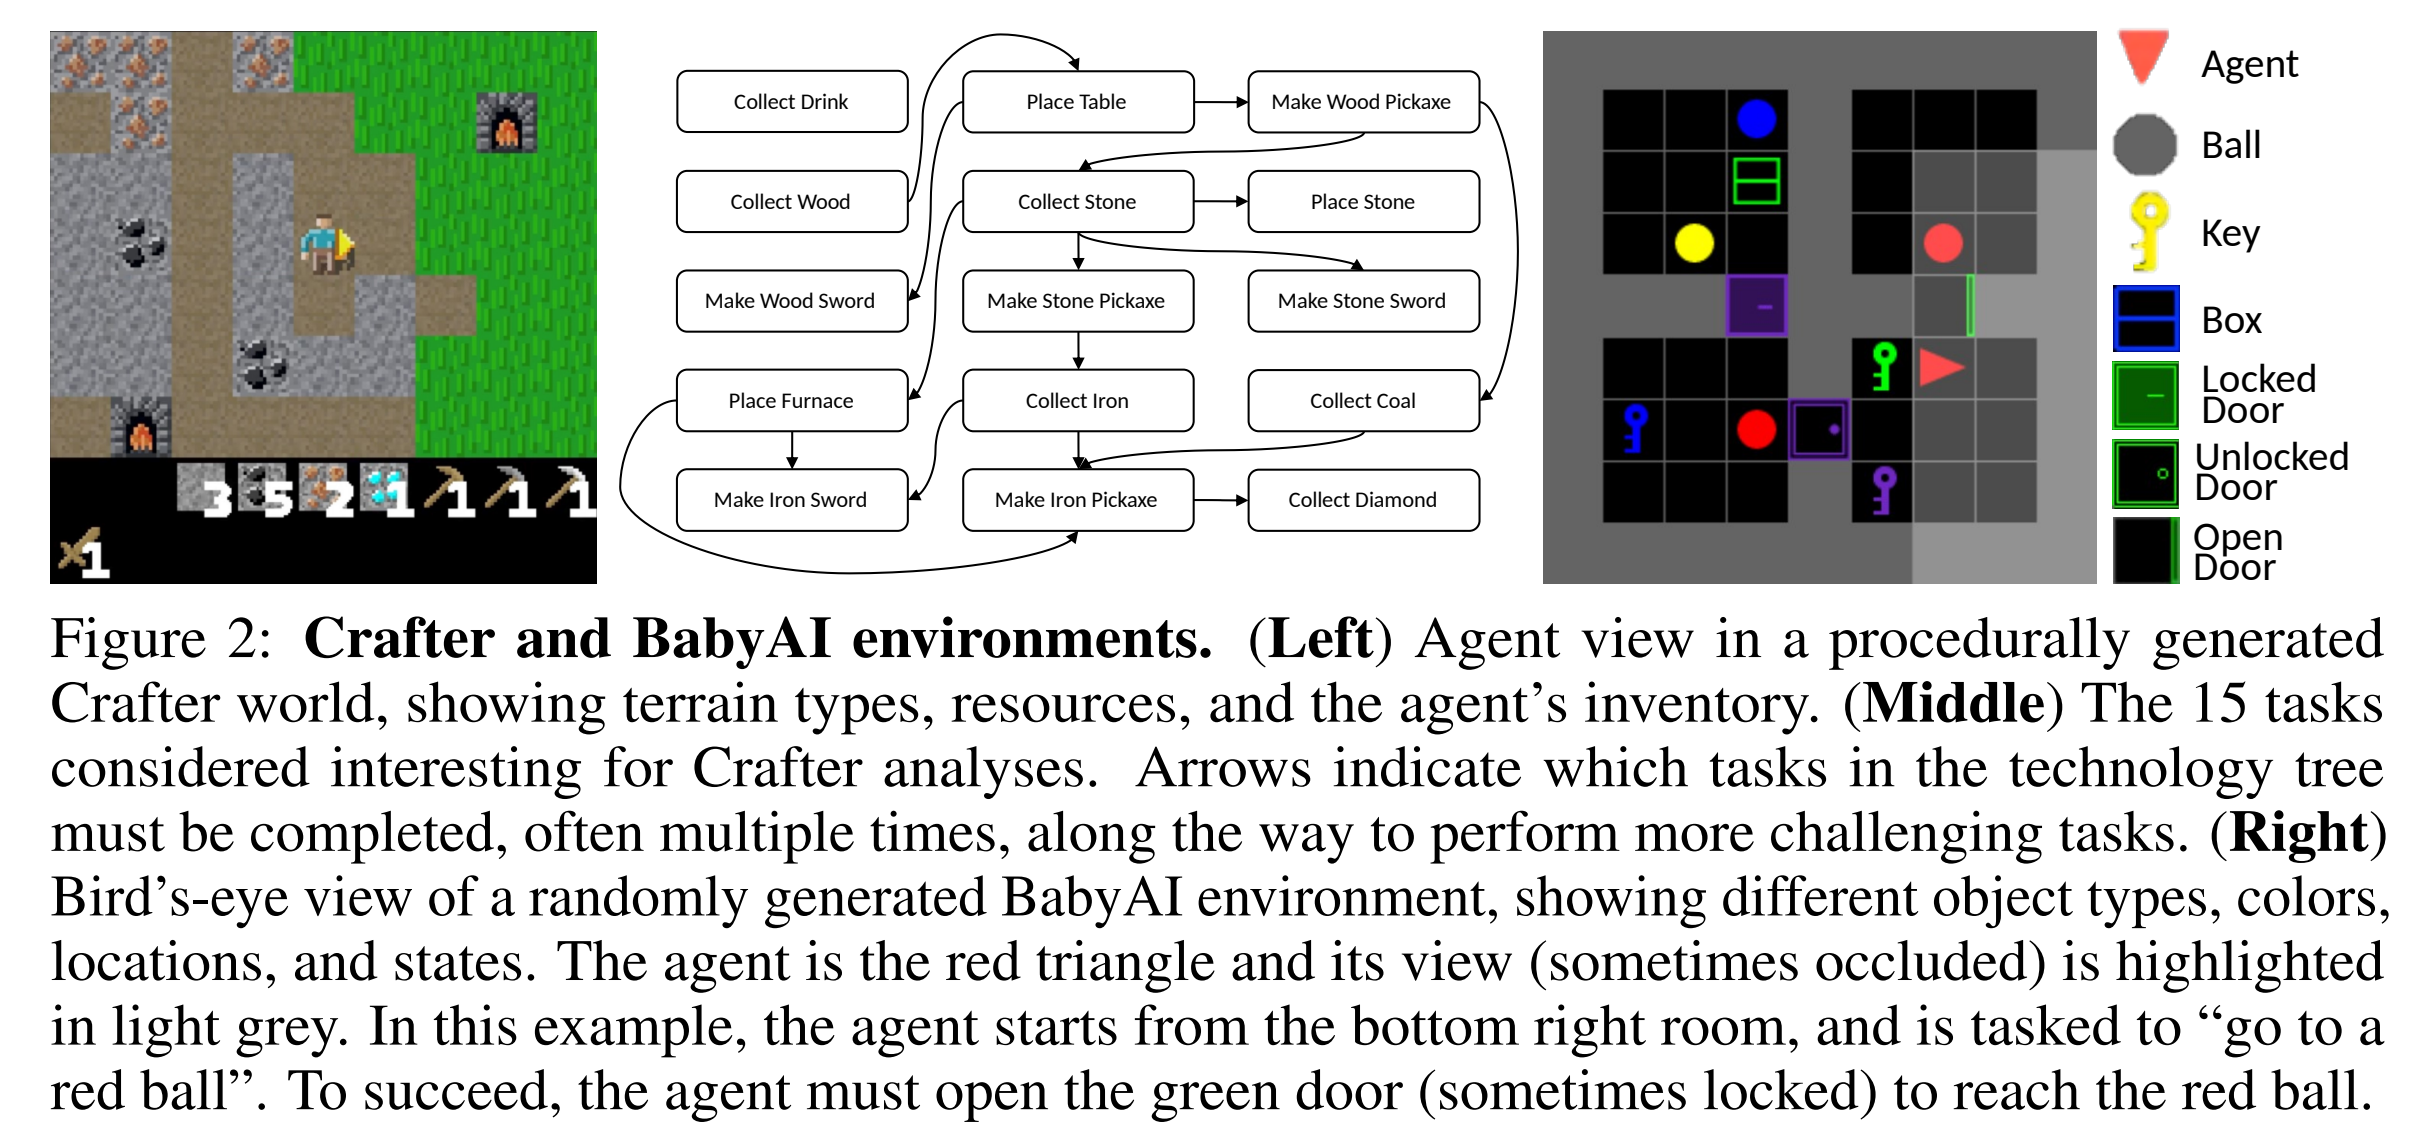 3 5 2 1 1 1 1
1
Collect Drink
Place Table
Make Wood Pickaxe
Collect Wood
Collect Stone
Place Stone
Make Wood Sword
Make Stone Pickaxe
Make Stone Sword
Place Furnace
Collect Iron
Collect Coal
Make Iron Sword
Make Iron Pickaxe
Collect Diamond
Agent
Ball
Key
Box
Locked
Door
Unlocked
Door
Open
Door
Figure 2: Crafter and BabyAI environments. (Left) Agent view in a procedurally generated
Crafter world, showing terrain types, resources, and the agent’s inventory. (Middle) The 15 tasks
considered interesting for Crafter analyses. Arrows indicate which tasks in the technology tree
must be completed, often multiple times, along the way to perform more challenging tasks. (Right)
Bird’s-eye view of a randomly generated BabyAI environment, showing different object types, colors,
locations, and states. The agent is the red triangle and its view (sometimes occluded) is highlighted
in light grey. In this example, the agent starts from the bottom right room, and is tasked to “go to a
red ball”. To succeed, the agent must open the green door (sometimes locked) to reach the red ball.